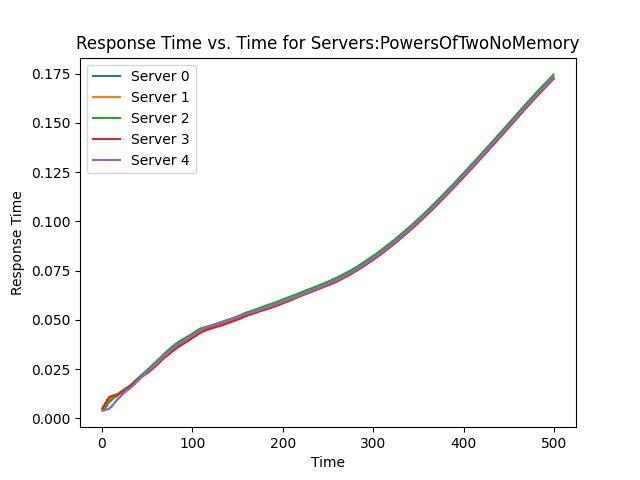 Response Time vs. Time for Servers:PowersOfTwoNoMemory
Server 0
Server 1
Server 2
Server 3
Server 4
0.175
0.150
0.125
0.100
0.075
0.050
0.025
0.000
Response Time
0 100 200 300 400 500
Time